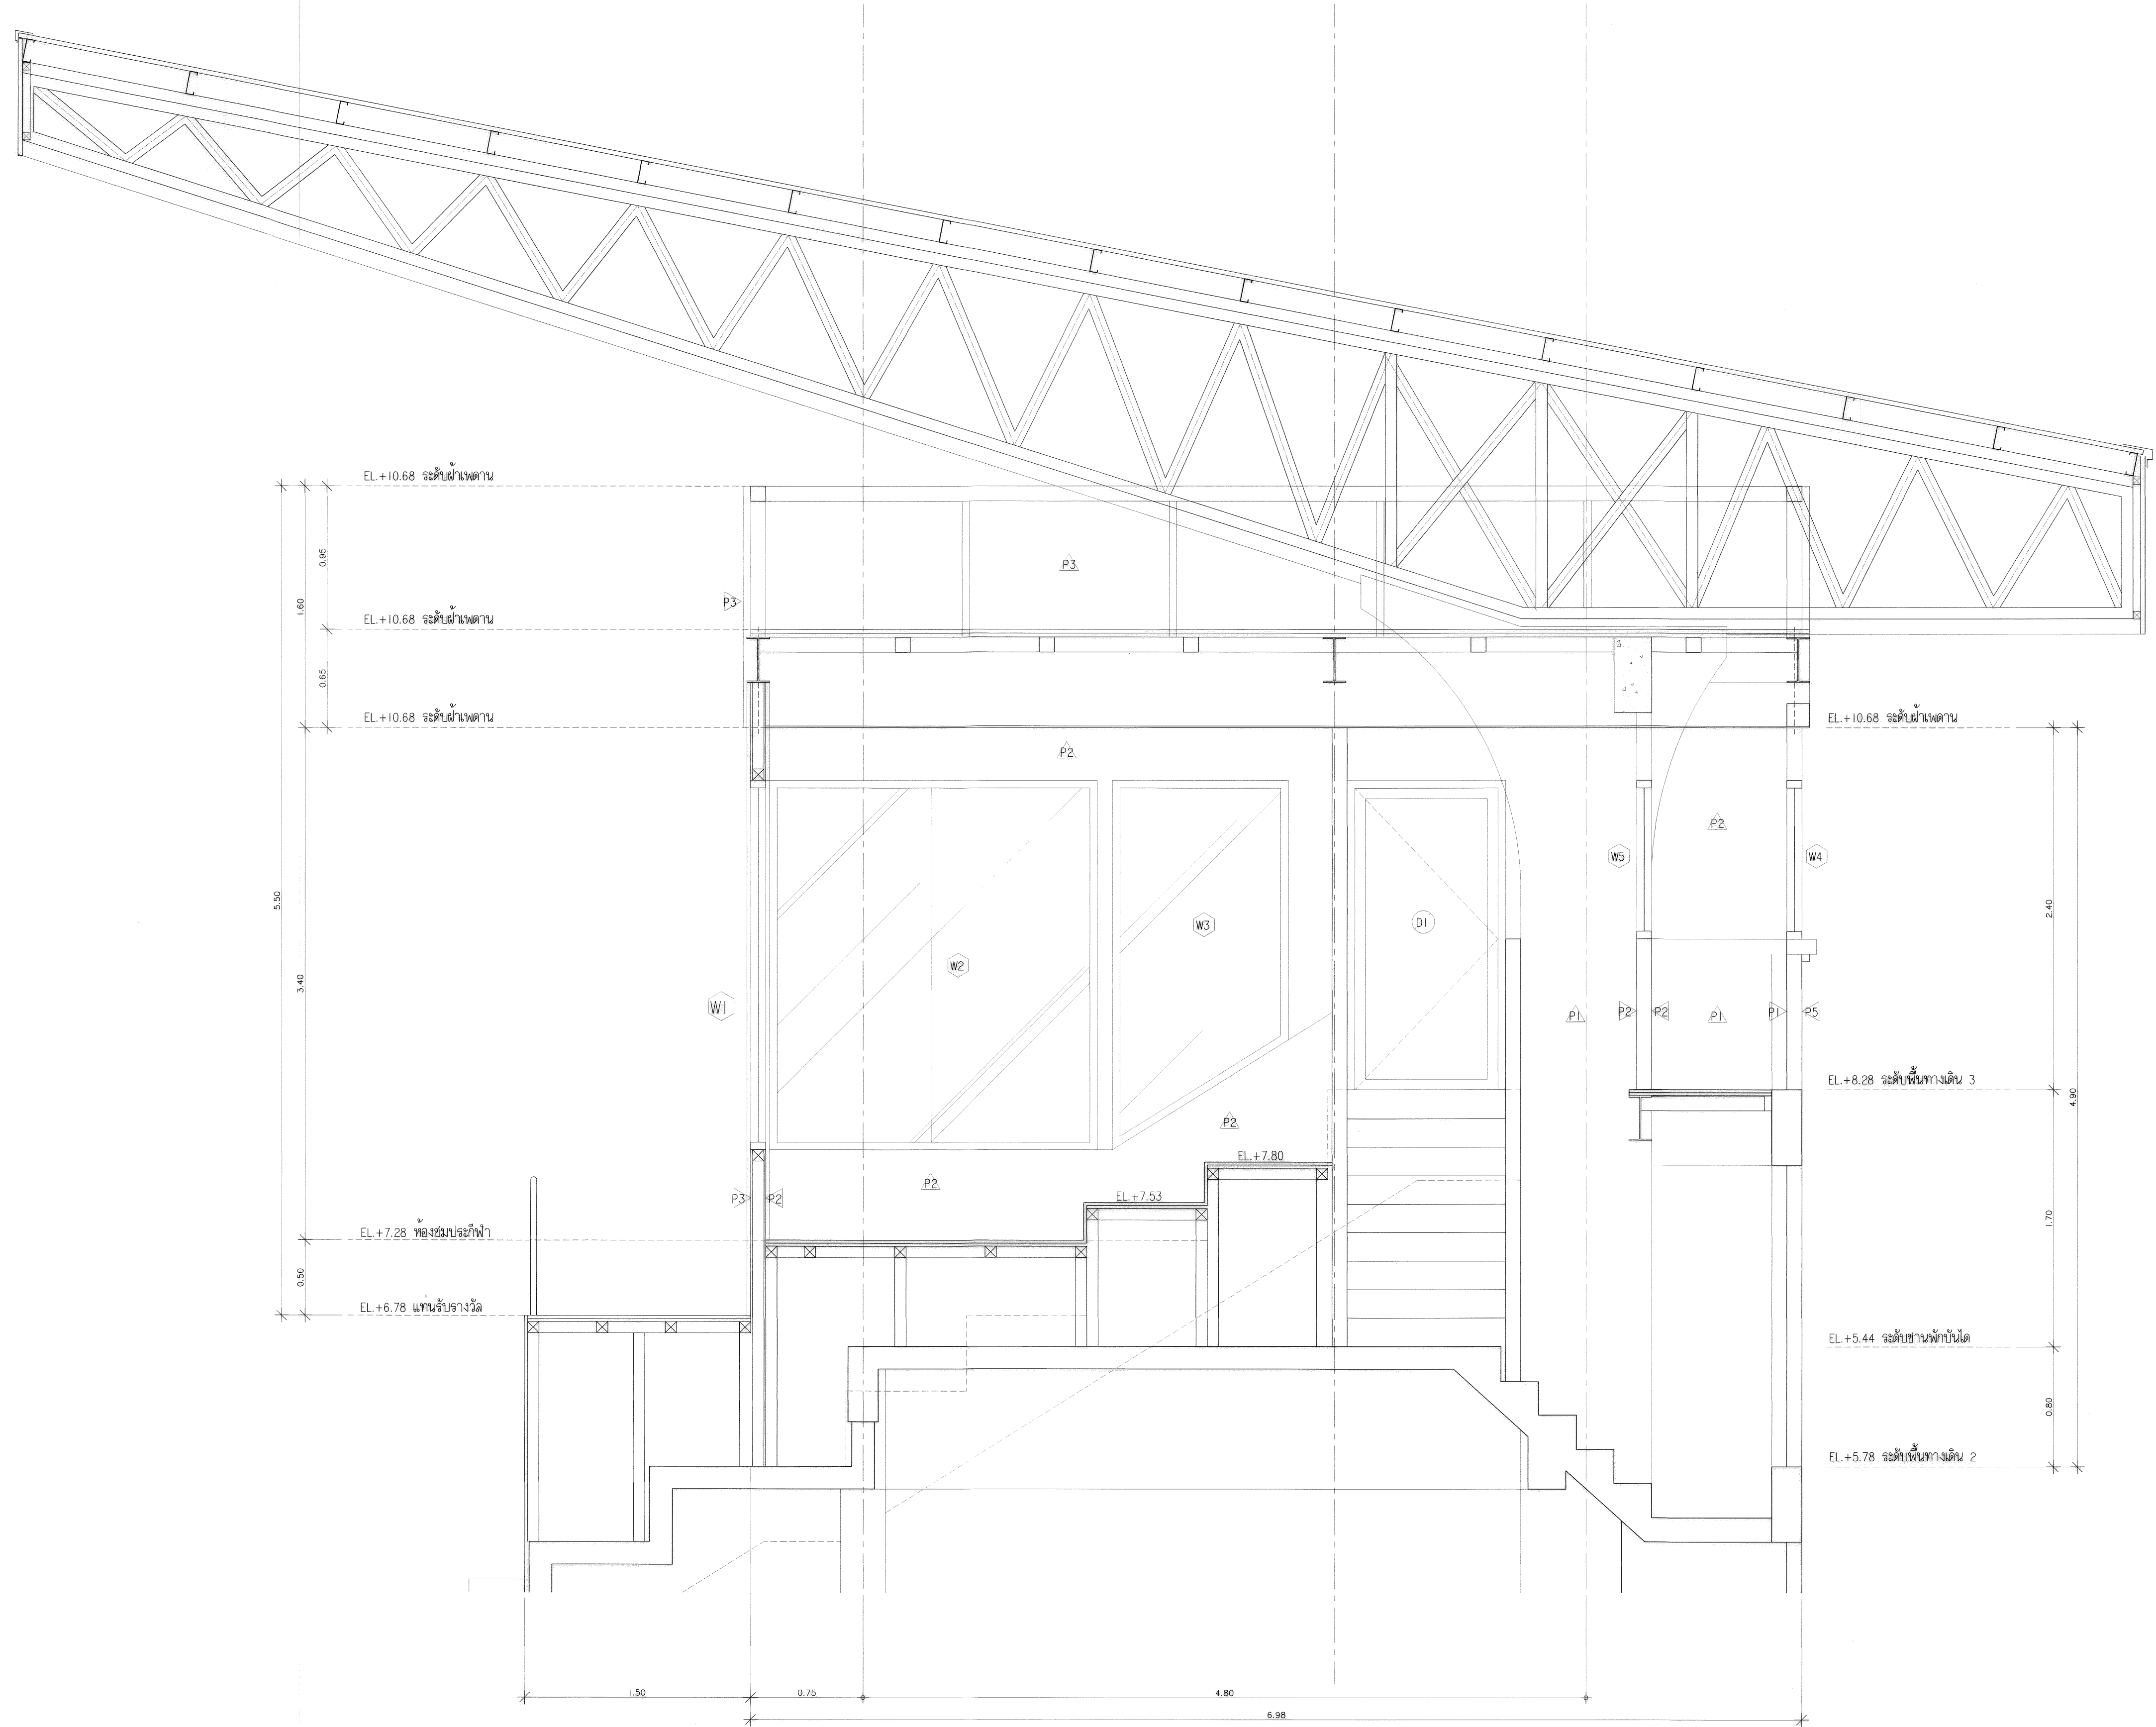 EL.+10.68 ระดับฝ้าเพดาน
0.95
P3
1.60
P3
EL.+10.68 ระดับฝ้าเพดาน
0.65
EL.+10.68 ระดับฝ้าเพดาน
EL.+10.68 ระดับฝ้าเพดาน
P2
P2
W5
W4
5.50
2.40
W3
D1
W2
3.40
W1
P1
P2
P2
P1
P1
P5
EL.+8.28 ระดับพื้นทางเดิน 3
4.90
P2
EL.+7.80
P2
P3
P2
EL.+7.53
1.70
EL.+7.28 ห้องชมประกีฬา
0.50
EL.+6.78 แท่นรับรางวัล
EL.+5.44 ระดับชานพักบันได
0.80
EL.+5.78 ระดับพื้นทางเดิน 2
1.50
0.75
4.80
6.98